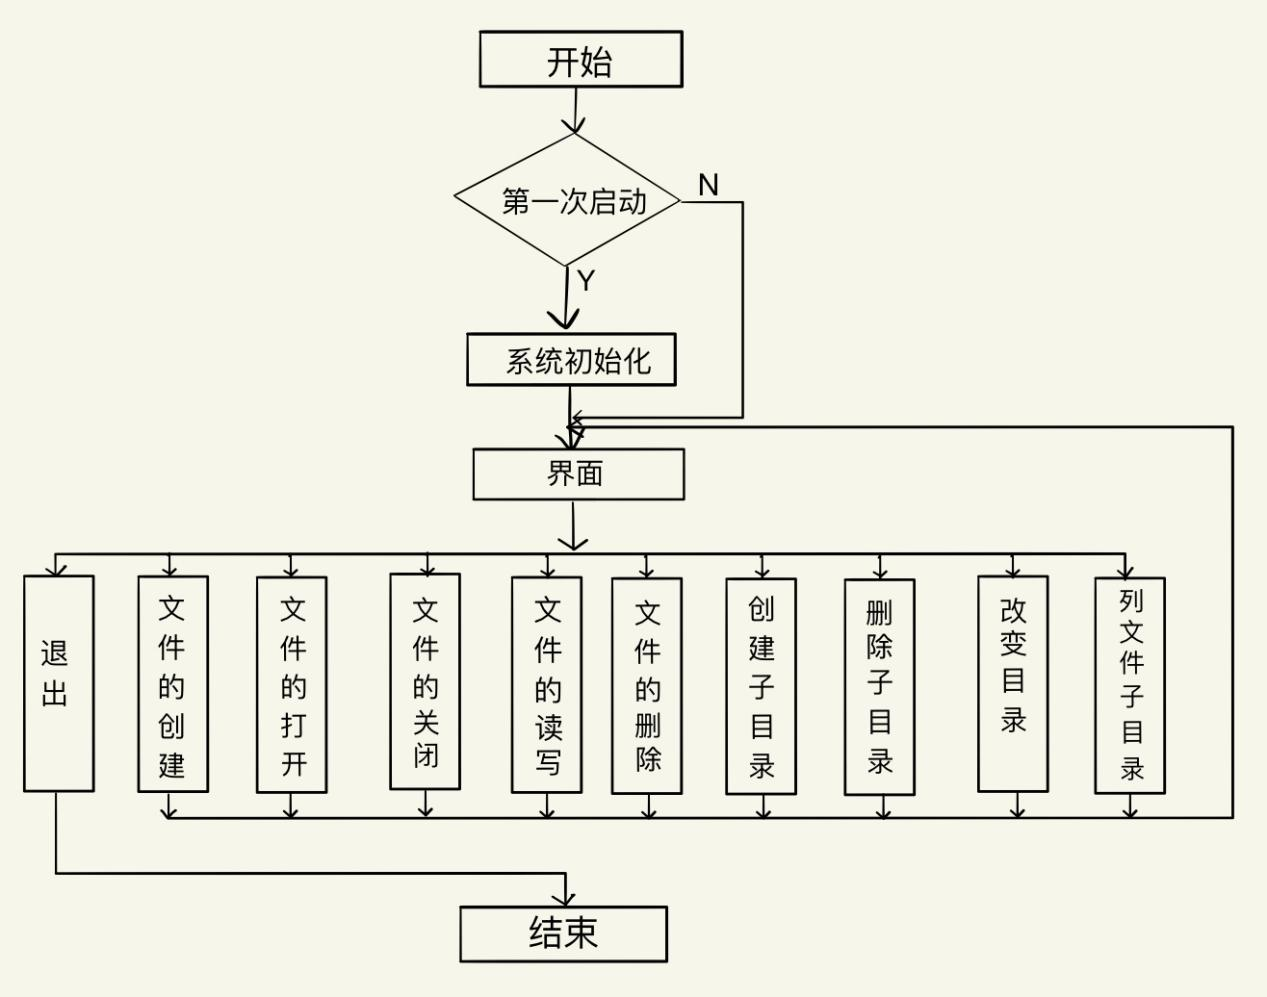 开始
第一次启动
N
Y
系统初始化
界面
退出
文件的创建
文件的打开
文件的关闭
文件的读写
文件的删除
创建子目录
删除子目录
改变目录
列文件子目录
结束